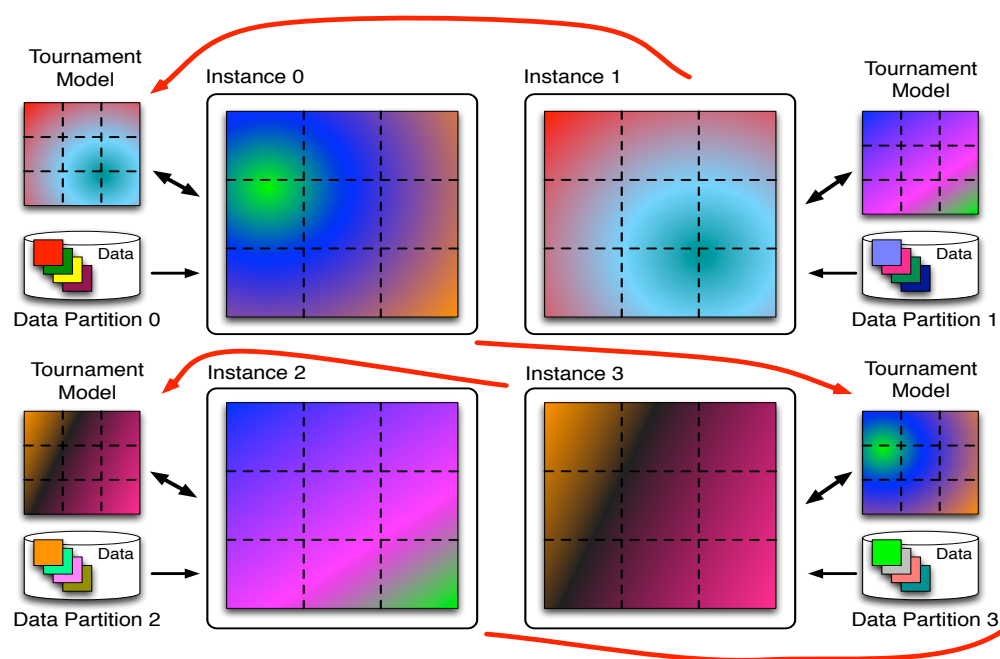 Tournament
Model
Instance 0
Instance 1
Tournament
Model
Data
Data Partition 0
Data
Data Partition 1
Tournament
Model
Instance 2
Instance 3
Tournament
Model
Data
Data Partition 2
Data
Data Partition 3